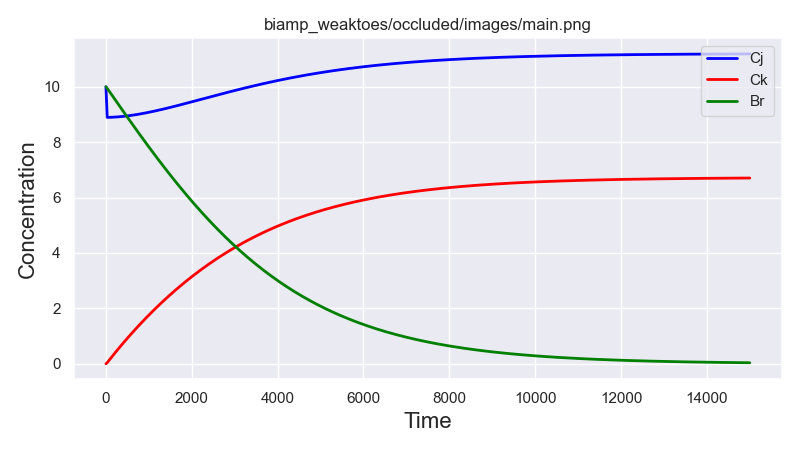 biamp_weaktoes/occluded/images/main.png
Concentration
10
8
6
4
2
0
Cj
Ck
Br
0 2000 4000 6000 8000 10000 12000 14000
Time